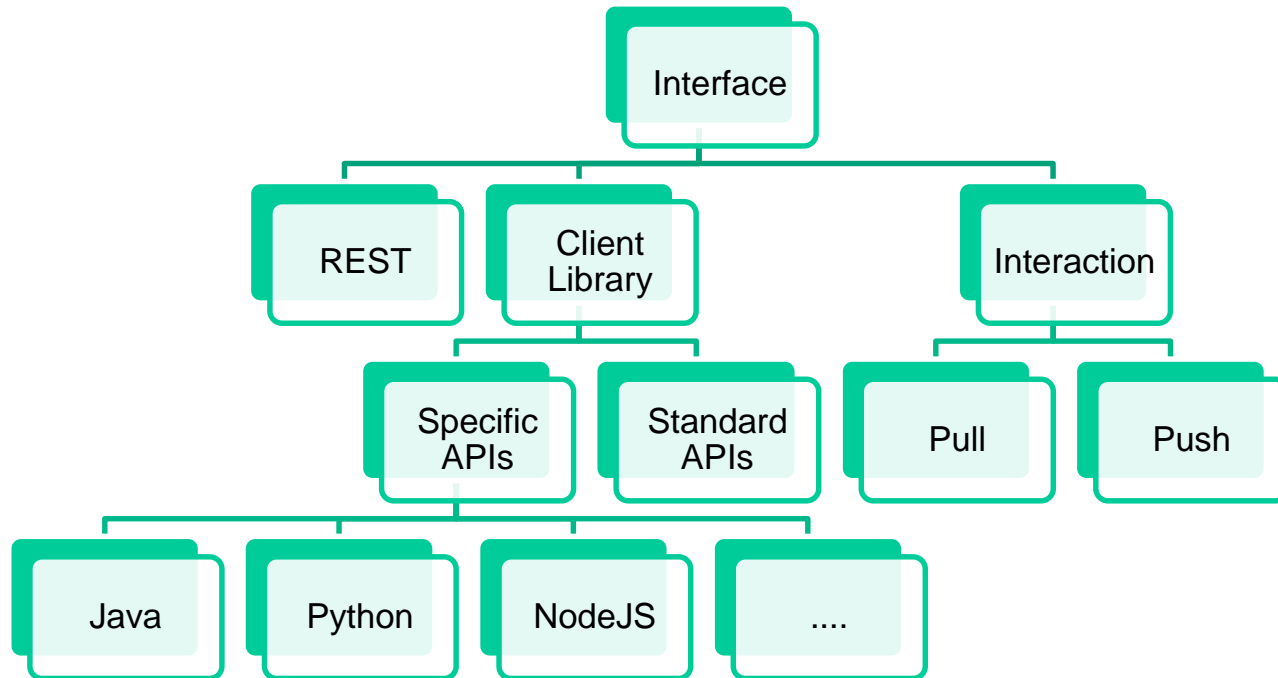 Interface
REST
Client
Library
Interaction
Specific
APIs
Standard
APIs
Pull
Push
Java
Python
NodeJS
....